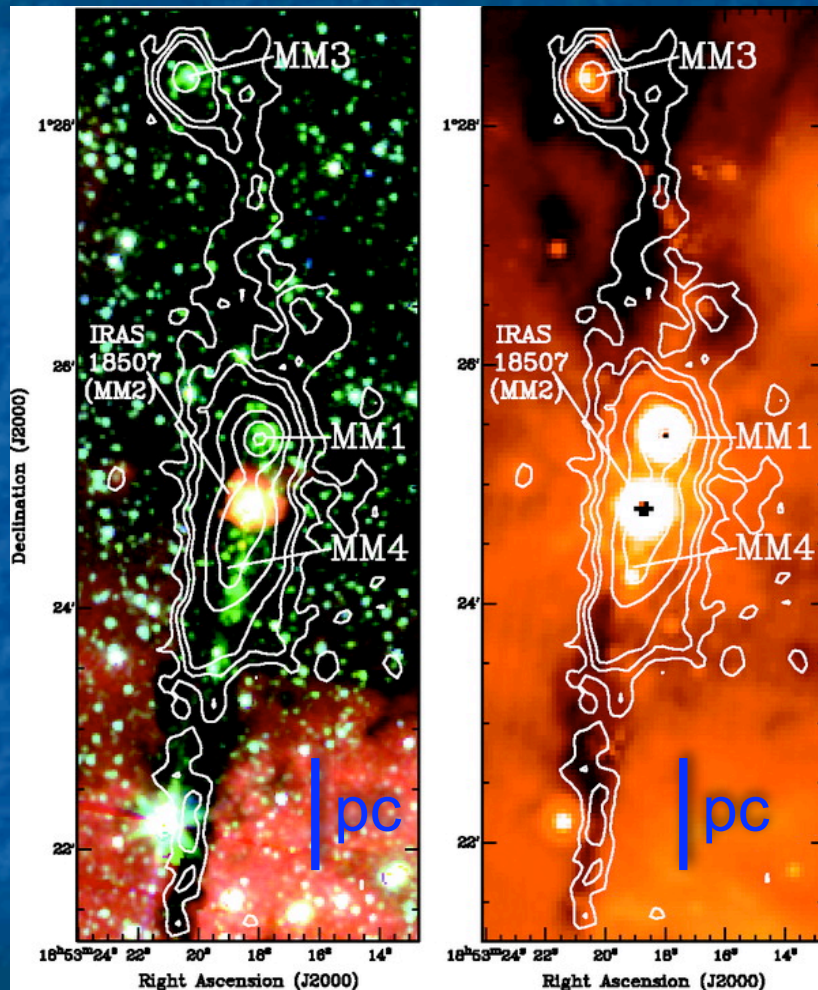 MM3
1°28′
IRAS
18507
(MM2)
26′
MM1
MM4
24′
pc
22′
Declination (J2000)
18ʰ53ᵐ24ˢ 22ˢ 20ˢ 18ˢ 16ˢ 14ˢ
Right Ascension (J2000)
MM3
1°28′
IRAS
18507
(MM2)
26′
MM1
MM4
24′
pc
22′
18ʰ53ᵐ24ˢ 22ˢ 20ˢ 18ˢ 16ˢ 14ˢ
Right Ascension (J2000)